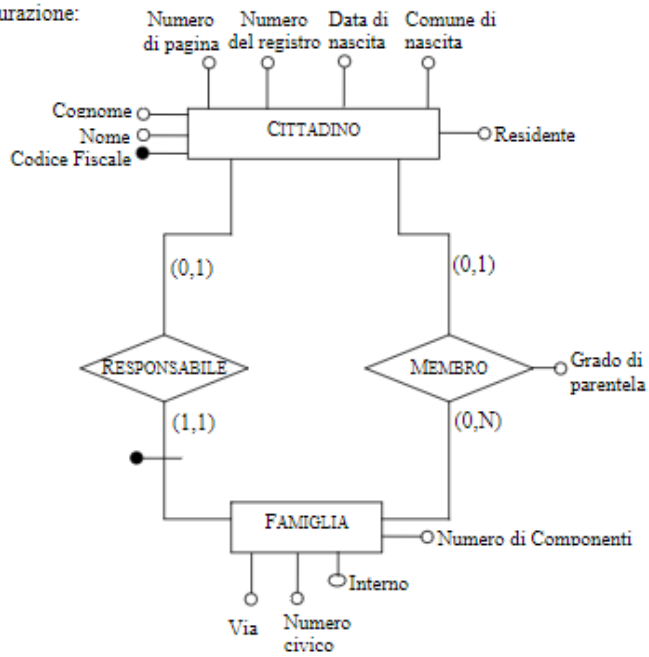 urazione:
Numero
di pagina
Numero
del registro
Data di
nascita
Comune di
nascita
Cognome
Nome
Codice Fiscale
CITTADINO
Residente
(0,1)
(0,1)
RESPONSABILE
MEMBRO
Grado di
parentela
(1,1)
(0,N)
FAMIGLIA
Numero di Componenti
Interno
Via
Numero
civico